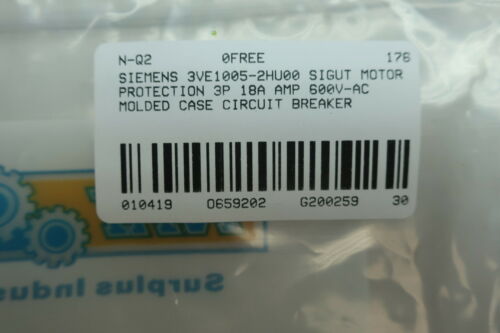 N-Q2 0FREE 176
SIEMENS 3VE1005-2HU00 SIGUT MOTOR
PROTECTION 3P 18A AMP 600V-AC
MOLDED CASE CIRCUIT BREAKER
010419 O659202 G200259 30
Surplus Indus